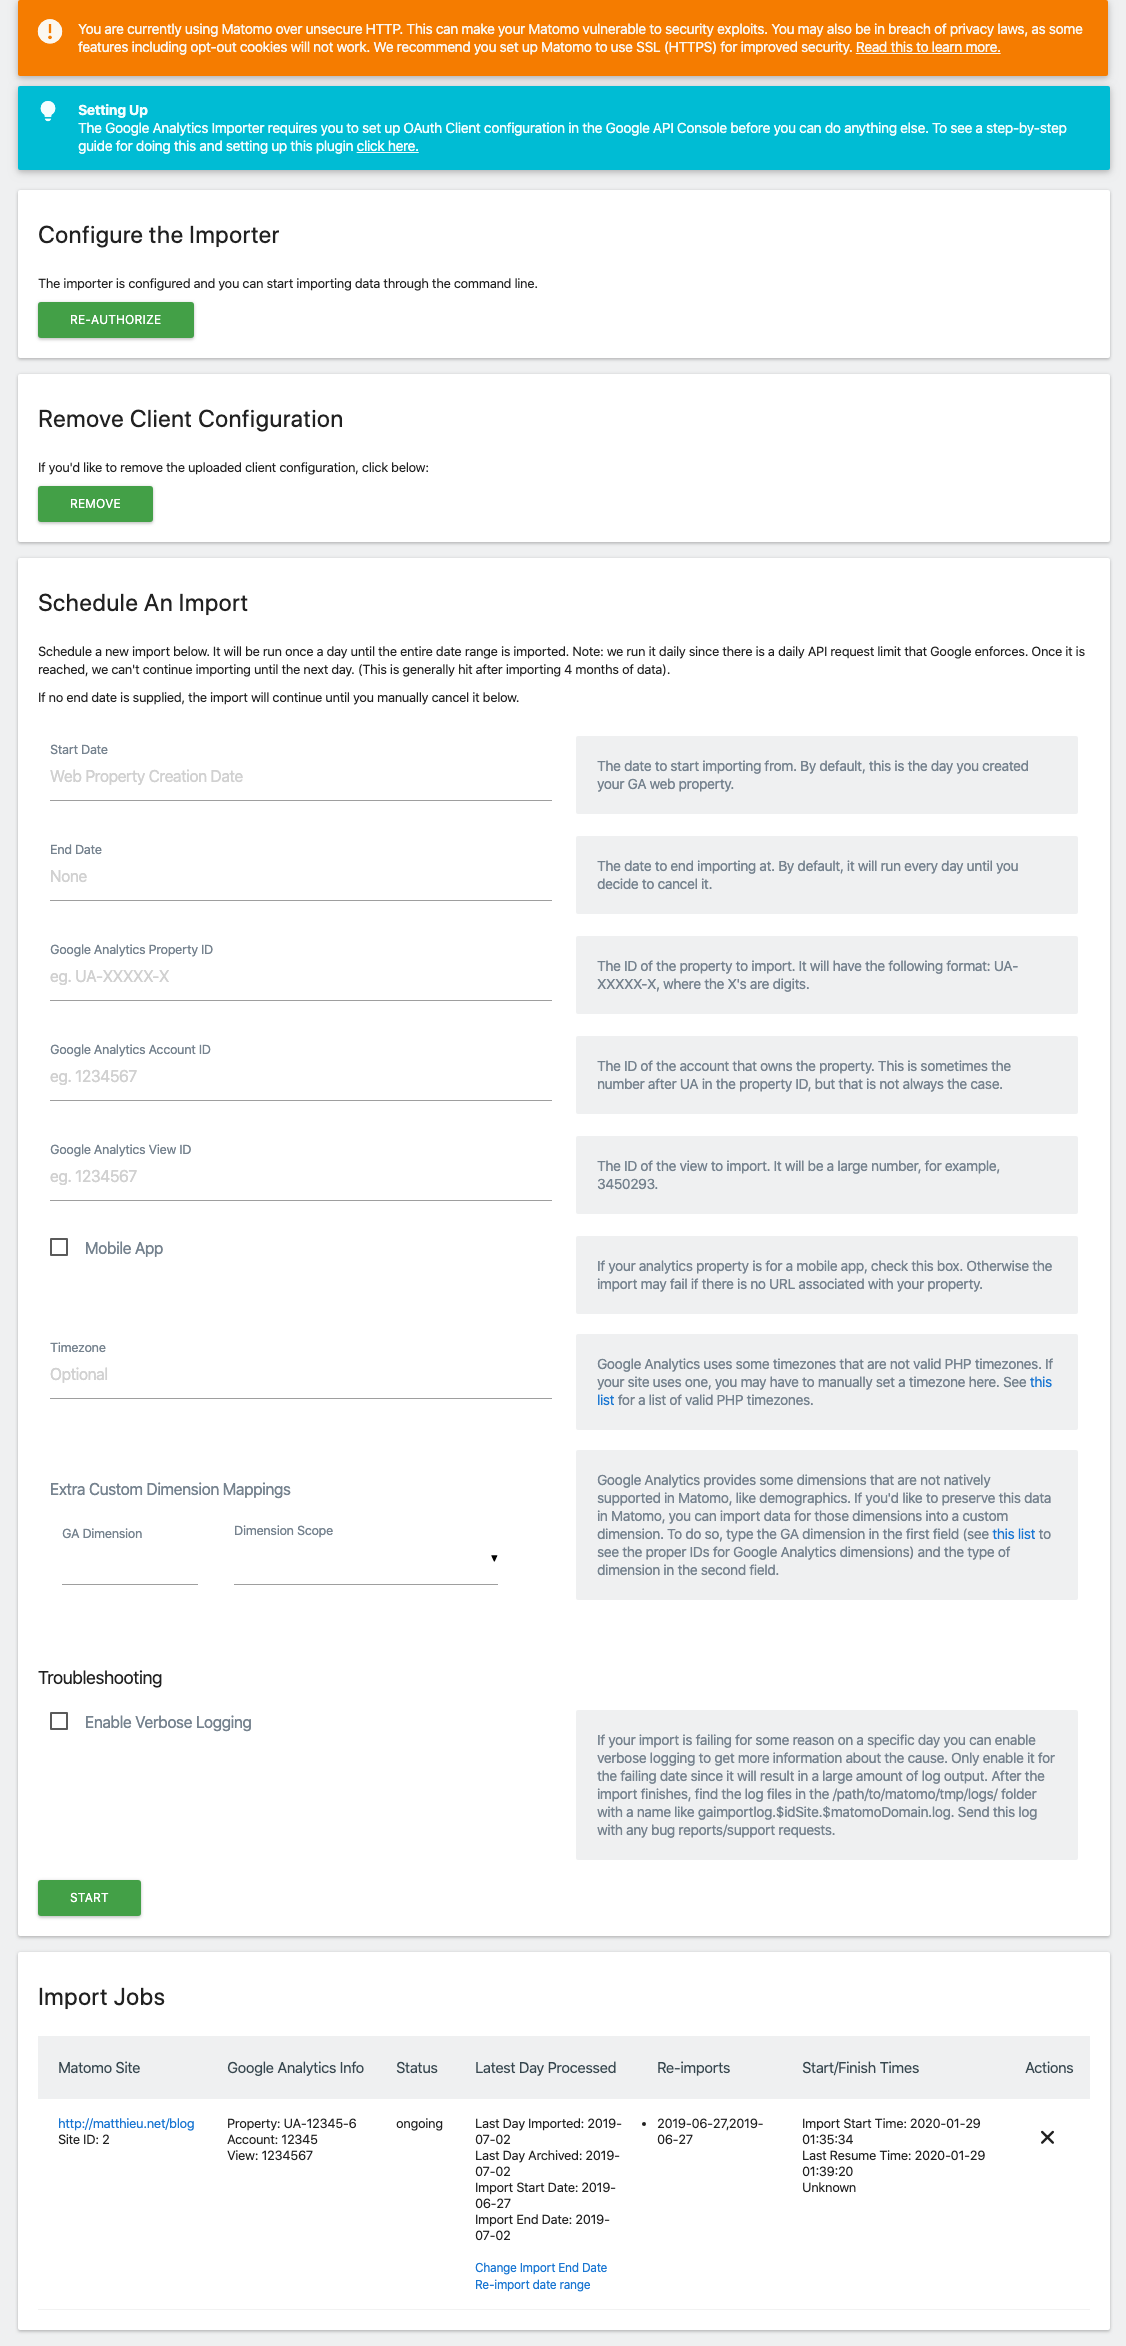 You are currently using Matomo over unsecure HTTP. This can make your Matomo vulnerable to security exploits. You may also be in breach of privacy laws, as some
features including opt-out cookies will not work. We recommend you set up Matomo to use SSL (HTTPS) for improved security. Read this to learn more.
Setting Up
The Google Analytics Importer requires you to set up OAuth Client configuration in the Google API Console before you can do anything else. To see a step-by-step
guide for doing this and setting up this plugin click here.
Configure the Importer
The importer is configured and you can start importing data through the command line.
RE-AUTHORIZE
Remove Client Configuration
If you'd like to remove the uploaded client configuration, click below:
REMOVE
Schedule An Import
Schedule a new import below. It will be run once a day until the entire date range is imported. Note: we run it daily since there is a daily API request limit that Google enforces. Once it is
reached, we can't continue importing until the next day. (This is generally hit after importing 4 months of data).
If no end date is supplied, the import will continue until you manually cancel it below.
Start Date
Web Property Creation Date
The date to start importing from. By default, this is the day you created
your GA web property.
End Date
None
The date to end importing at. By default, it will run every day until you
decide to cancel it.
Google Analytics Property ID
eg. UA-XXXXX-X
The ID of the property to import. It will have the following format: UA-
XXXXX-X, where the X's are digits.
Google Analytics Account ID
eg. 1234567
The ID of the account that owns the property. This is sometimes the
number after UA in the property ID, but that is not always the case.
Google Analytics View ID
eg. 1234567
The ID of the view to import. It will be a large number, for example,
3450293.
Mobile App
If your analytics property is for a mobile app, check this box. Otherwise the
import may fail if there is no URL associated with your property.
Timezone
Optional
Google Analytics uses some timezones that are not valid PHP timezones. If
your site uses one, you may have to manually set a timezone here. See this
list for a list of valid PHP timezones.
Extra Custom Dimension Mappings
GA Dimension
Dimension Scope
Google Analytics provides some dimensions that are not natively
supported in Matomo, like demographics. If you'd like to preserve this data
in Matomo, you can import data for those dimensions into a custom
dimension. To do so, type the GA dimension in the first field (see this list to
see the proper IDs for Google Analytics dimensions) and the type of
dimension in the second field.
Troubleshooting
Enable Verbose Logging
If your import is failing for some reason on a specific day you can enable
verbose logging to get more information about the cause. Only enable it for
the failing date since it will result in a large amount of log output. After the
import finishes, find the log files in the /path/to/matomo/tmp/logs/ folder
with a name like gaimportlog.$idSite.$matomoDomain.log. Send this log
with any bug reports/support requests.
START
Import Jobs
Matomo Site
Google Analytics Info
Status
Latest Day Processed
Re-imports
Start/Finish Times
Actions
http://matthieu.net/blog
Site ID: 2
Property: UA-12345-6
Account: 12345
View: 1234567
ongoing
Last Day Imported: 2019-
07-02
Last Day Archived: 2019-
07-02
Import Start Date: 2019-
06-27
Import End Date: 2019-
07-02
Change Import End Date
Re-import date range
• 2019-06-27,2019-
06-27
Import Start Time: 2020-01-29
01:35:34
Last Resume Time: 2020-01-29
01:39:20
Unknown